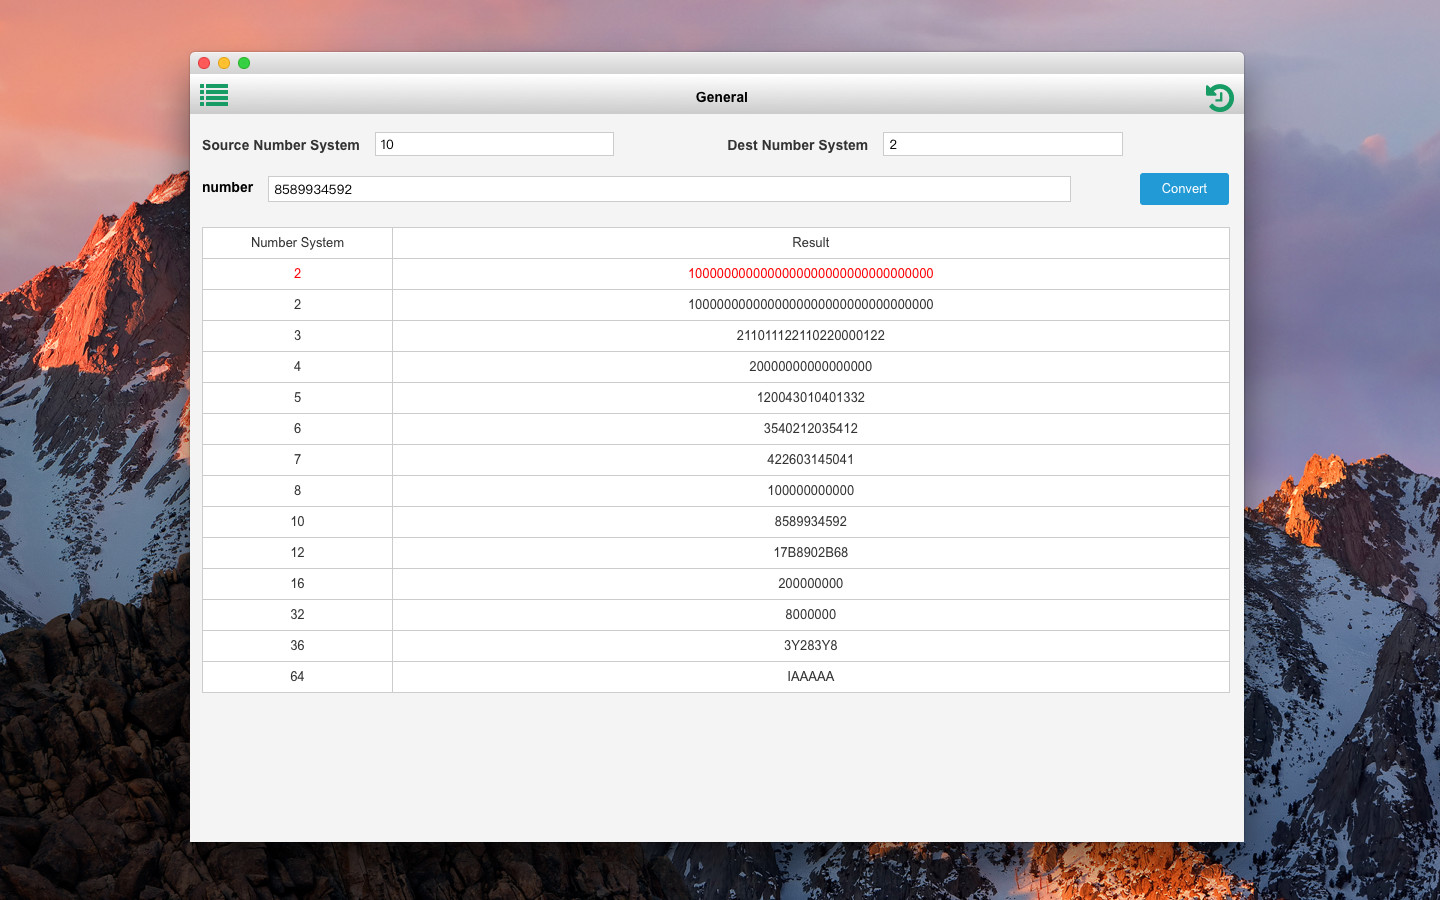 General
Source Number System 10 Dest Number System 2
number 8589934592 Convert
Number System Result
2 1000000000000000000000000000000000
2 1000000000000000000000000000000000
3 211011122110220000122
4 20000000000000000
5 120043010401332
6 3540212035412
7 422603145041
8 100000000000
10 8589934592
12 17B8902B68
16 200000000
32 8000000
36 3Y283Y8
64 IAAAAA